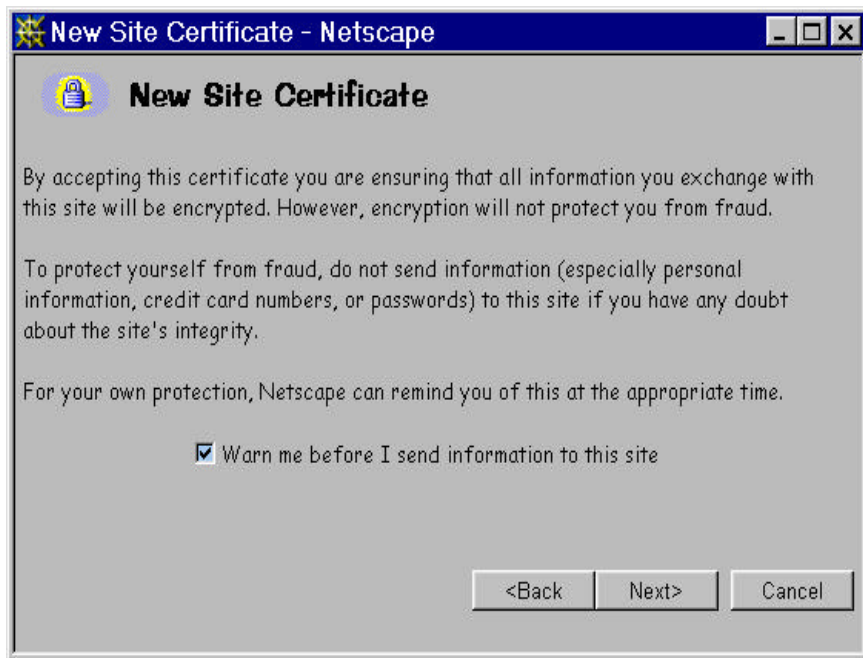 New Site Certificate - Netscape
New Site Certificate
By accepting this certificate you are ensuring that all information you exchange with
this site will be encrypted. However, encryption will not protect you from fraud.
To protect yourself from fraud, do not send information (especially personal
information, credit card numbers, or passwords) to this site if you have any doubt
about the site's integrity.
For your own protection, Netscape can remind you of this at the appropriate time.
Warn me before I send information to this site
<Back Next> Cancel